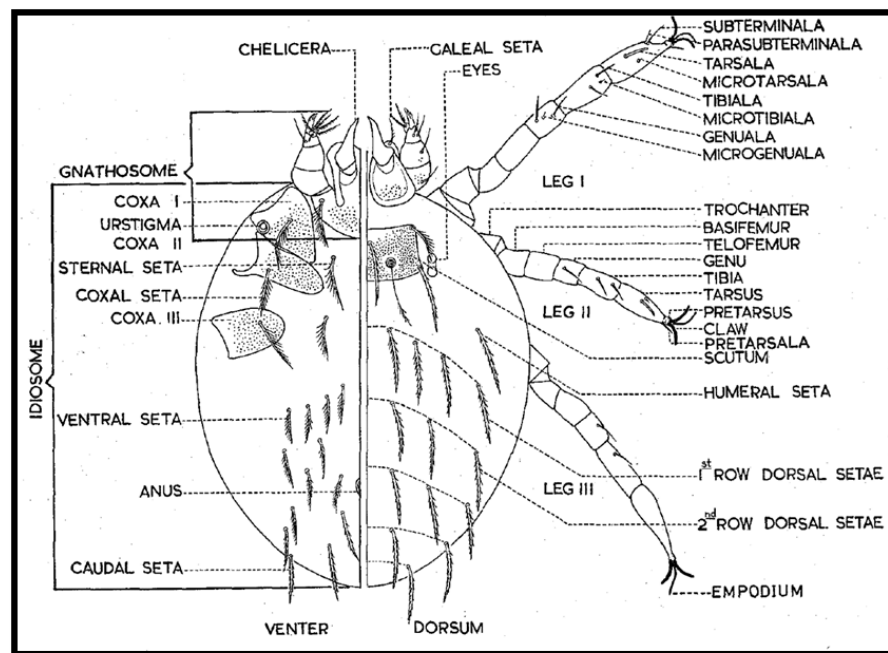 CHELICERA
GALEAL SETA
EYES
GNATHOSOME
COXA I
URSTIGMA
COXA II
STERNAL SETA
COXAL SETA
COXA. III
IDIOSOME
VENTRAL SETA
ANUS
CAUDAL SETA
VENTER
DORSUM
SUBTERMINALA
PARASUBTERMINALA
TARSALA
MICROTARSALA
TIBIALA
MICROTIBIALA
GENUALA
MICROGENUALA
LEG I
TROCHANTER
BASIFEMUR
TELOFEMUR
GENU
TIBIA
TARSUS
LEG II
PRETARSUS
CLAW
PRETARSALA
SCUTUM
HUMERAL SETA
1st ROW DORSAL SETAE
LEG III
2nd ROW DORSAL SETAE
EMPODIUM